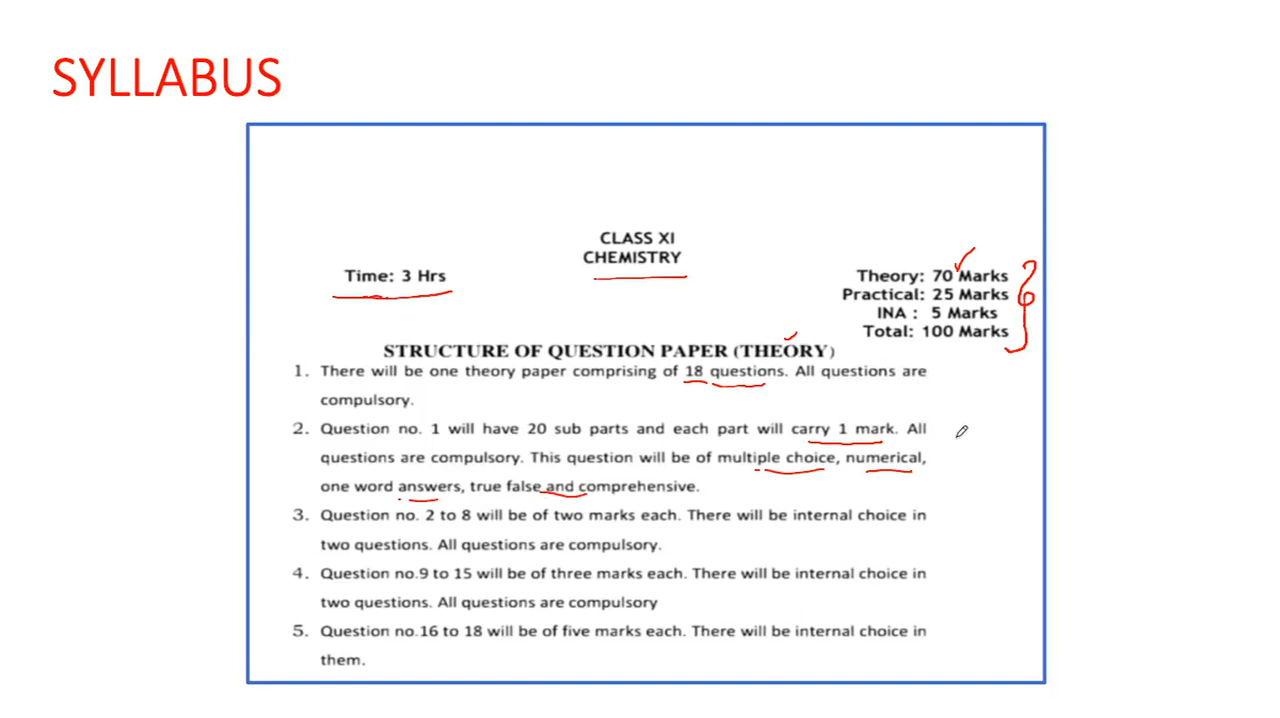 SYLLABUS
CLASS XI
CHEMISTRY
Time: 3 Hrs
Theory: 70 Marks
Practical: 25 Marks
INA : 5 Marks
Total: 100 Marks
STRUCTURE OF QUESTION PAPER (THEORY)
1. There will be one theory paper comprising of 18 questions. All questions are
compulsory.
2. Question no. 1 will have 20 sub parts and each part will carry 1 mark. All
questions are compulsory. This question will be of multiple choice, numerical,
one word answers, true false and comprehensive.
3. Question no. 2 to 8 will be of two marks each. There will be internal choice in
two questions. All questions are compulsory.
4. Question no.9 to 15 will be of three marks each. There will be internal choice in
two questions. All questions are compulsory
5. Question no.16 to 18 will be of five marks each. There will be internal choice in
them.